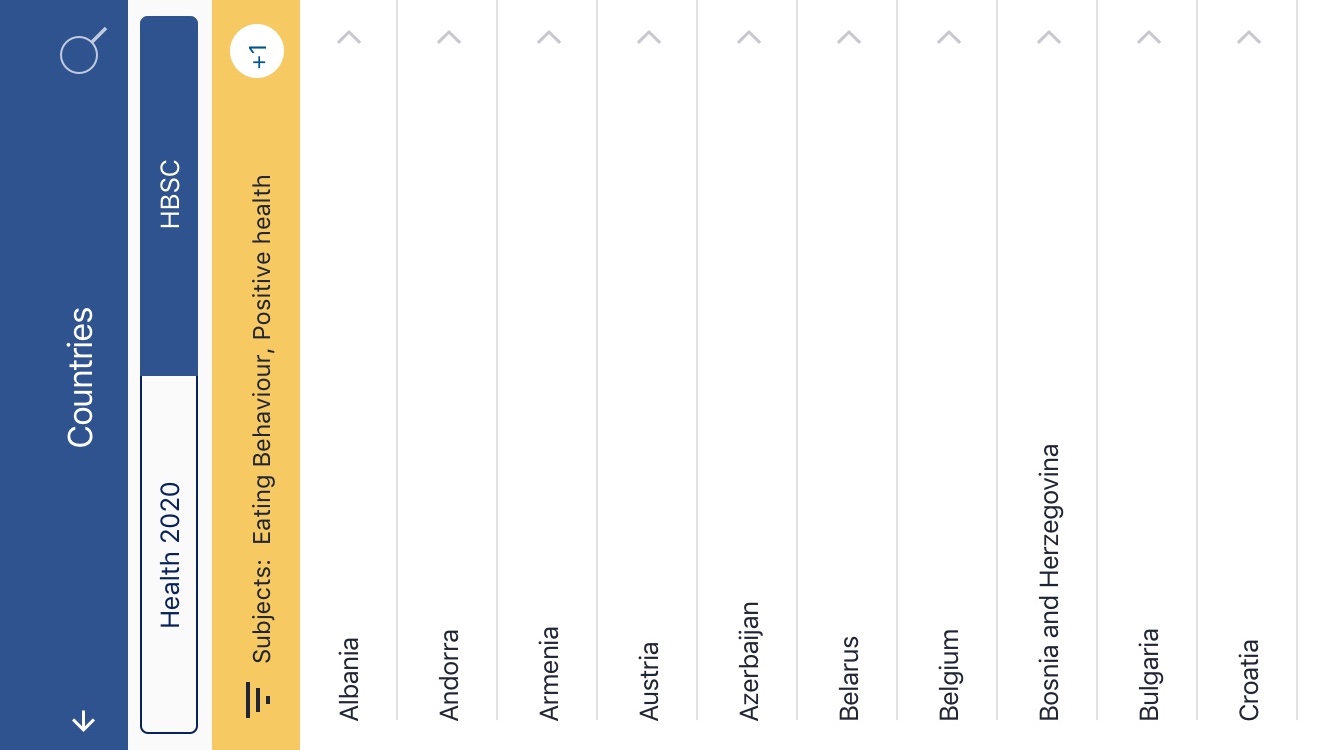 Countries
Health 2020 HBSC
Subjects: Eating Behaviour, Positive health +1
Albania
Andorra
Armenia
Austria
Azerbaijan
Belarus
Belgium
Bosnia and Herzegovina
Bulgaria
Croatia